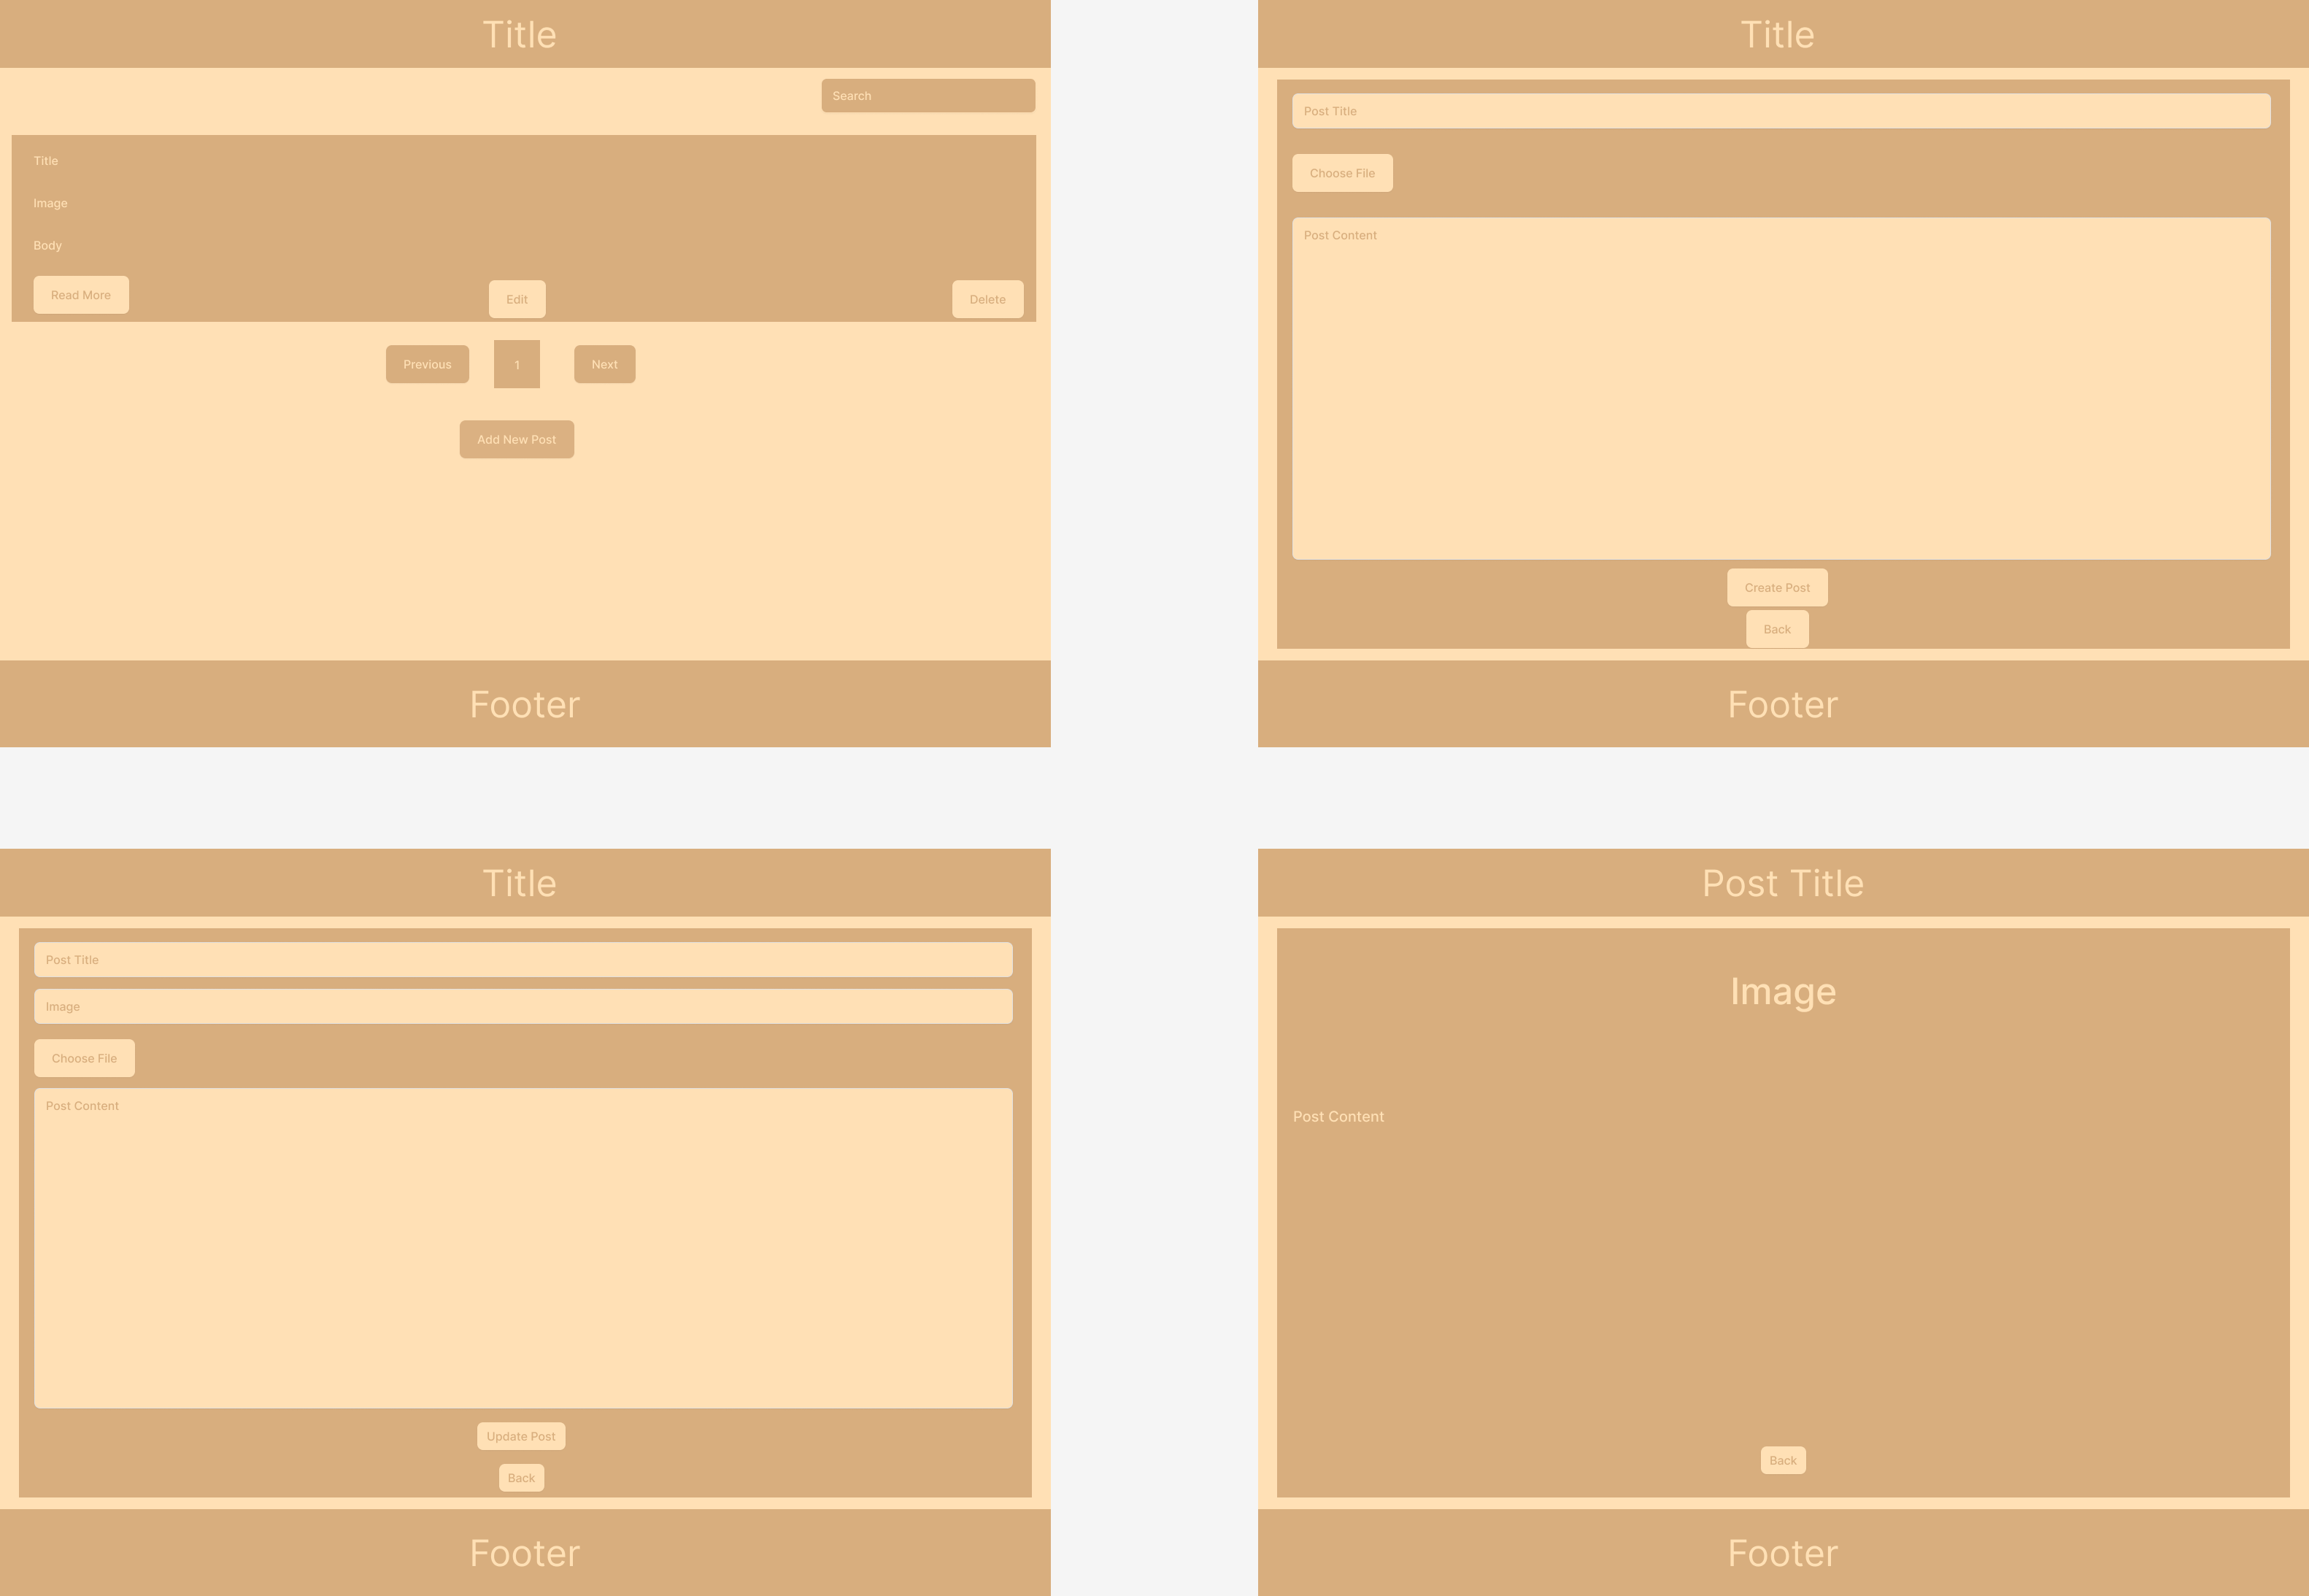 Title
Search
Title
Image
Body
Read More
Edit
Delete
Previous
1
Next
Add New Post
Footer
Title
Post Title
Choose File
Post Content
Create Post
Back
Footer
Title
Post Title
Image
Choose File
Post Content
Update Post
Back
Footer
Post Title
Image
Post Content
Back
Footer